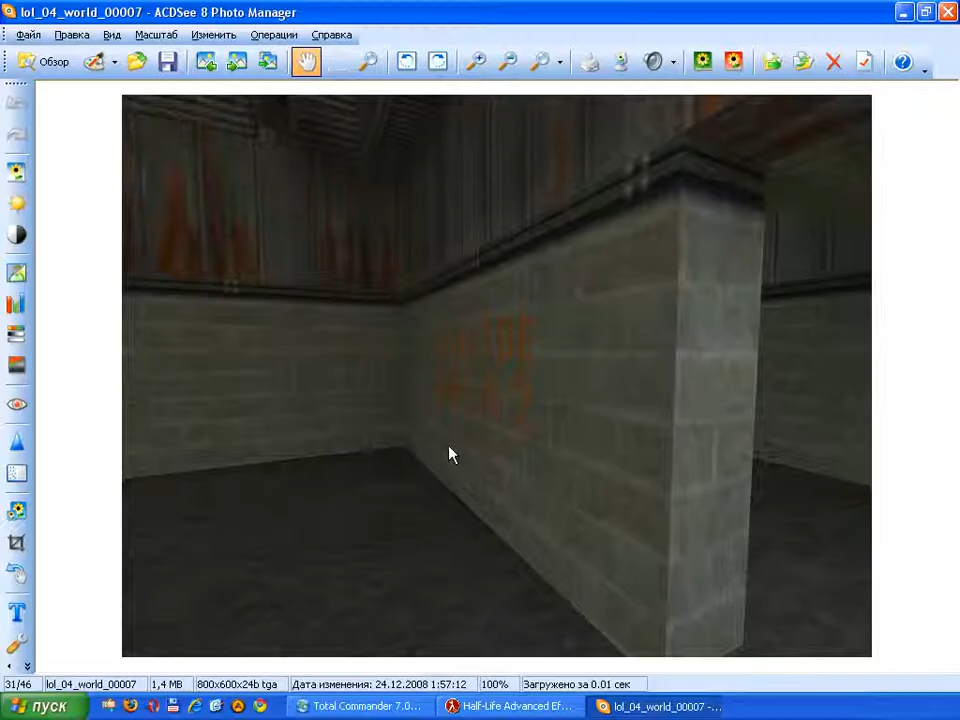 lol_04_world_00007 - ACDSee 8 Photo Manager
Файл Правка Вид Масштаб Изменить Операции Справка
Обзор
31/46 lol_04_world_00007 1,4 MB 800x600x24b tga Дата изменения: 24.12.2008 1:57:12 100% Загружено за 0.01 сек
пуск Total Commander 7.0... Half-Life Advanced Ef... lol_04_world_00007 -...